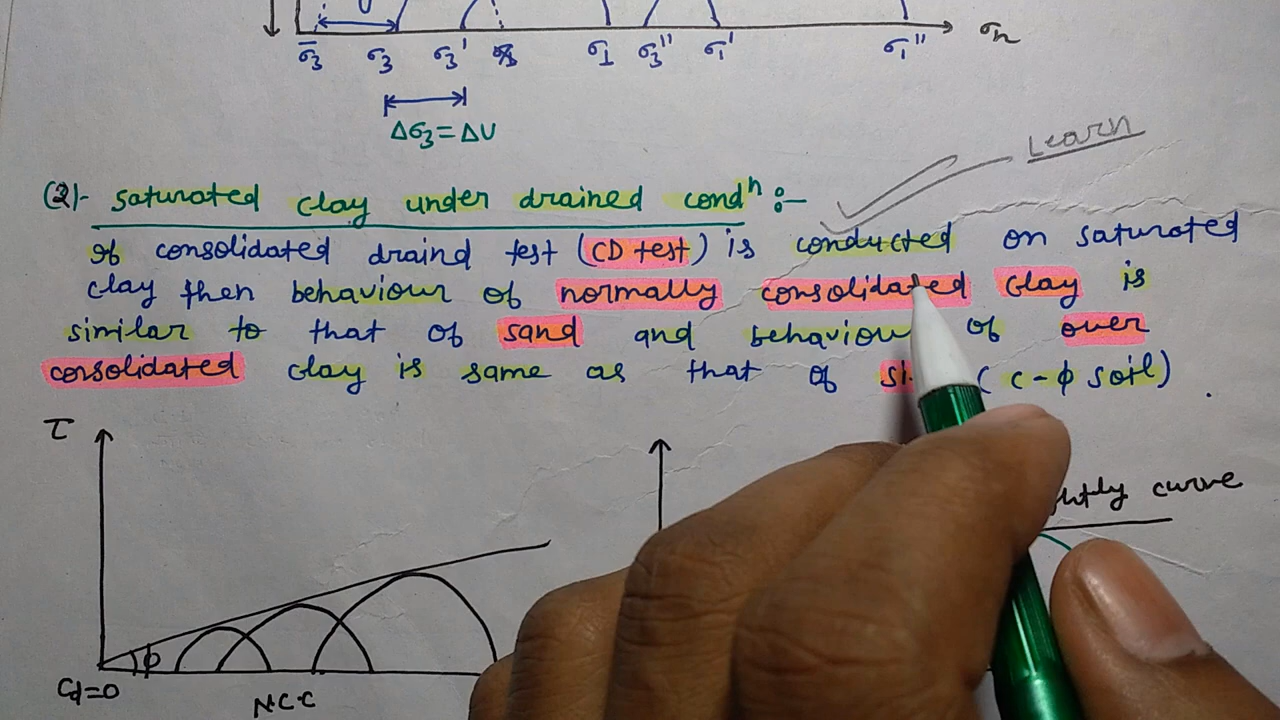 σ̄3 σ3 σ3' σ1 σ3" σ1' σ1" σn
Δσ3=ΔU
Learn
(2)- saturated clay under drained condⁿ :-
If consolidated draind test (CD test) is conducted on saturated
clay then behaviour of normally consolidated clay is
similar to that of sand and behaviour of over
consolidated clay is same as that of (c-ϕ soil) .
τ
curve
ϕ
Cd=0
N.C.C